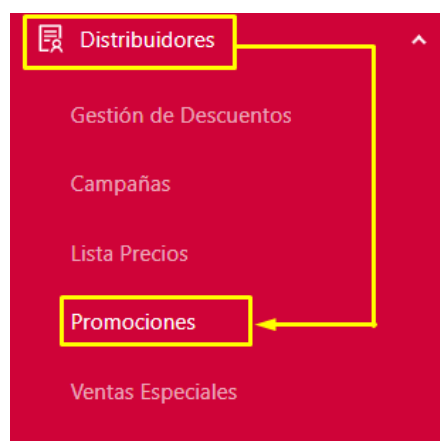 Distribuidores
Gestión de Descuentos
Campañas
Lista Precios
Promociones
Ventas Especiales